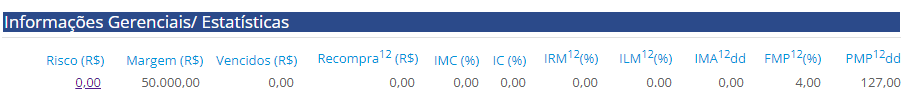 Informações Gerenciais/ Estatísticas
Risco (R$) Margem (R$) Vencidos (R$) Recompra12 (R$) IMC (%) IC (%) IRM12(%) ILM12(%) IMA12dd FMP12(%) PMP12dd
0,00 50.000,00 0,00 0,00 0,00 0,00 0,00 0.00 0,00 4,00 127,00